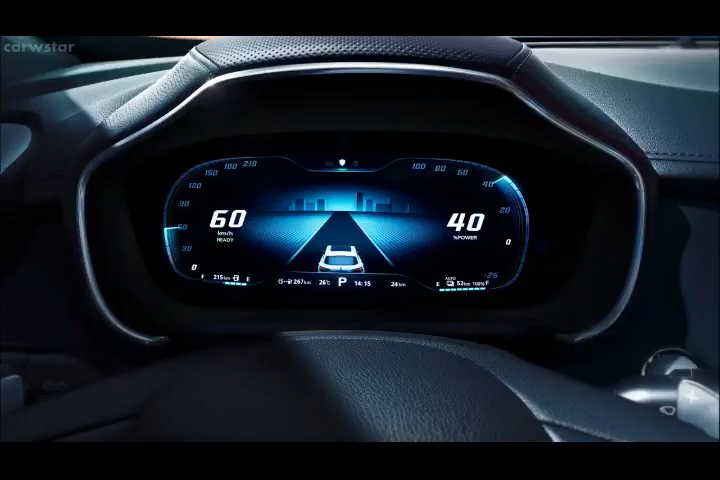 carwstar
150 180 210
120
90
60
30
0
60
km/h
READY
F 215km E
267km 26℃ P 14:15 24km
100 80 60
40
20
0
-25
40
%POWER
AUTO
E 52km 100% F